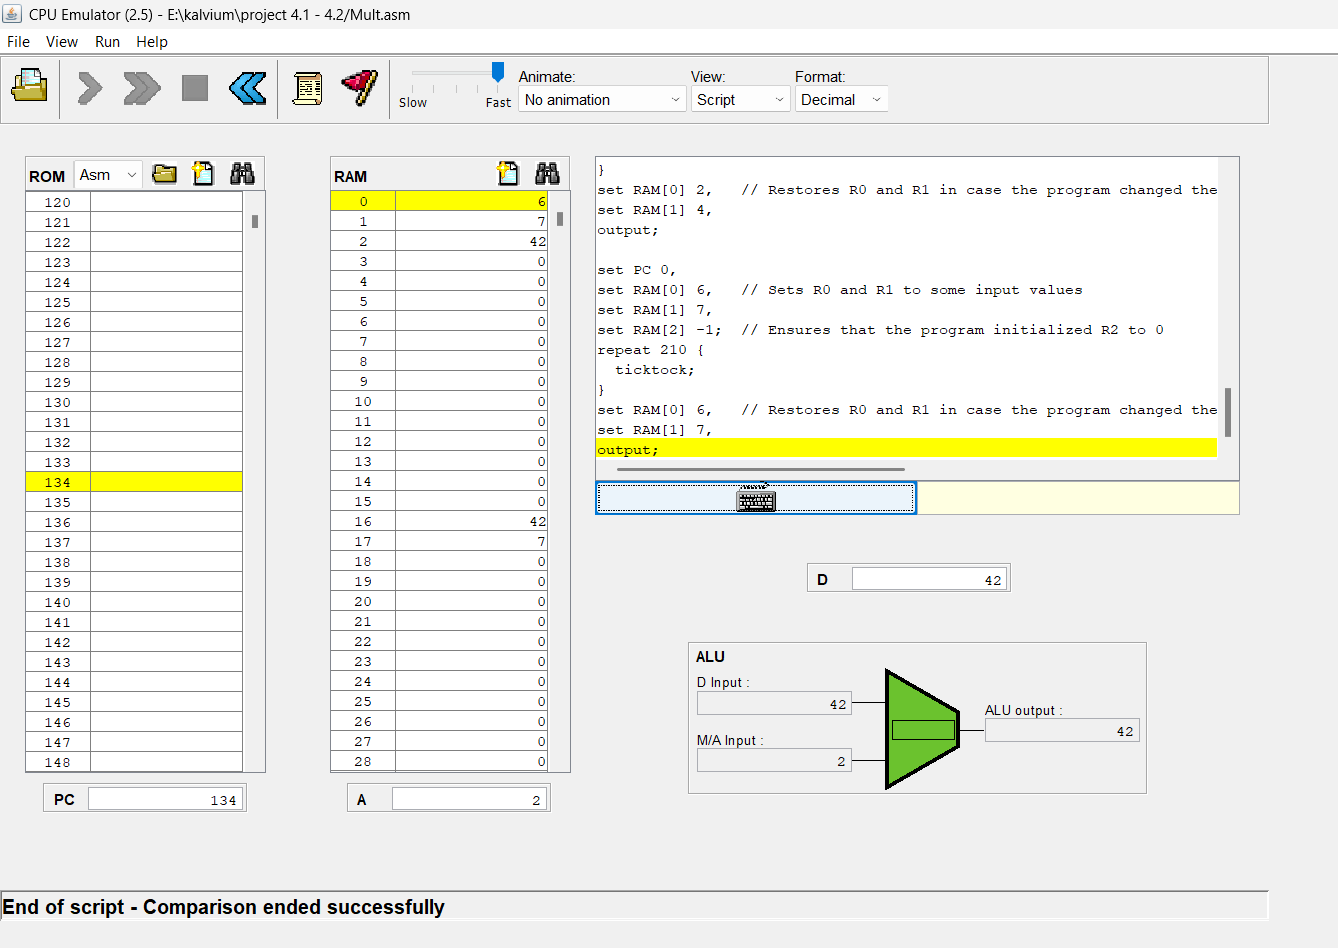 CPU Emulator (2.5) - E:\kalvium\project 4.1 - 4.2/Mult.asm
File View Run Help
Slow Fast
Animate:
No animation
View:
Script
Format:
Decimal
ROM Asm
120
121
122
123
124
125
126
127
128
129
130
131
132
133
134
135
136
137
138
139
140
141
142
143
144
145
146
147
148
PC 134
RAM
0 6
1 7
2 42
3 0
4 0
5 0
6 0
7 0
8 0
9 0
10 0
11 0
12 0
13 0
14 0
15 0
16 42
17 7
18 0
19 0
20 0
21 0
22 0
23 0
24 0
25 0
26 0
27 0
28 0
A 2
}
set RAM[0] 2, // Restores R0 and R1 in case the program changed the
set RAM[1] 4,
output;
set PC 0,
set RAM[0] 6, // Sets R0 and R1 to some input values
set RAM[1] 7,
set RAM[2] -1; // Ensures that the program initialized R2 to 0
repeat 210 {
ticktock;
}
set RAM[0] 6, // Restores R0 and R1 in case the program changed the
set RAM[1] 7,
output;
D 42
ALU
D Input :
42
M/A Input :
2
ALU output :
42
End of script - Comparison ended successfully